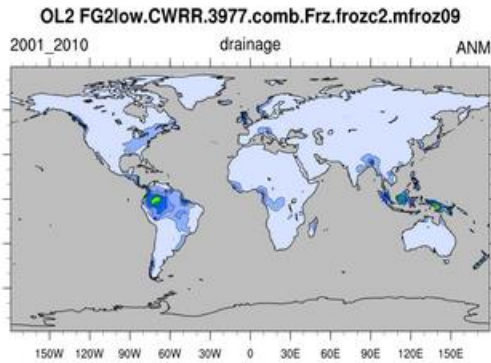 OL2 FG2low.CWRR.3977.comb.Frz.frozc2.mfroz09
2001_2010 drainage ANM
150W 120W 90W 60W 30W 0 30E 60E 90E 120E 150E